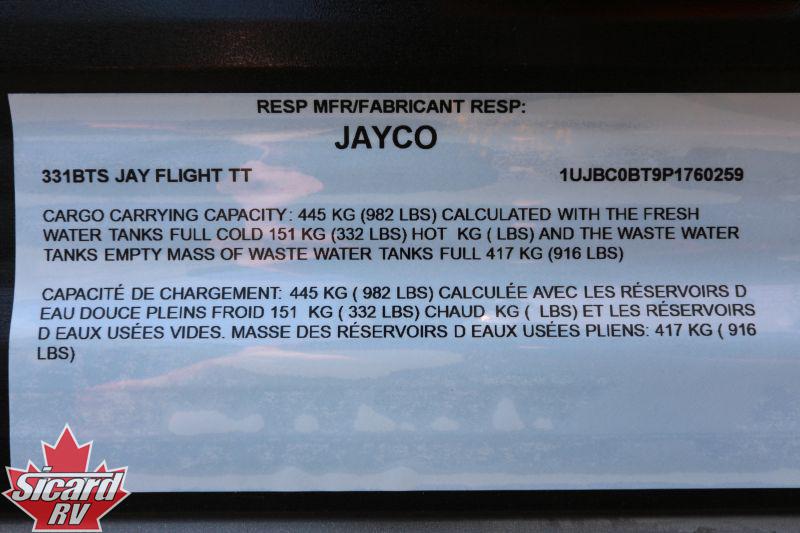 RESP MFR/FABRICANT RESP:
JAYCO
331BTS JAY FLIGHT TT 1UJBC0BT9P1760259
CARGO CARRYING CAPACITY: 445 KG (982 LBS) CALCULATED WITH THE FRESH
WATER TANKS FULL COLD 151 KG (332 LBS) HOT KG ( LBS) AND THE WASTE WATER
TANKS EMPTY MASS OF WASTE WATER TANKS FULL 417 KG (916 LBS)
CAPACITÉ DE CHARGEMENT: 445 KG ( 982 LBS) CALCULÉE AVEC LES RÉSERVOIRS D
EAU DOUCE PLEINS FROID 151 KG ( 332 LBS) CHAUD KG ( LBS) ET LES RÉSERVOIRS
D EAUX USÉES VIDES. MASSE DES RÉSERVOIRS D EAUX USÉES PLIENS: 417 KG ( 916
LBS)
Sicard
RV